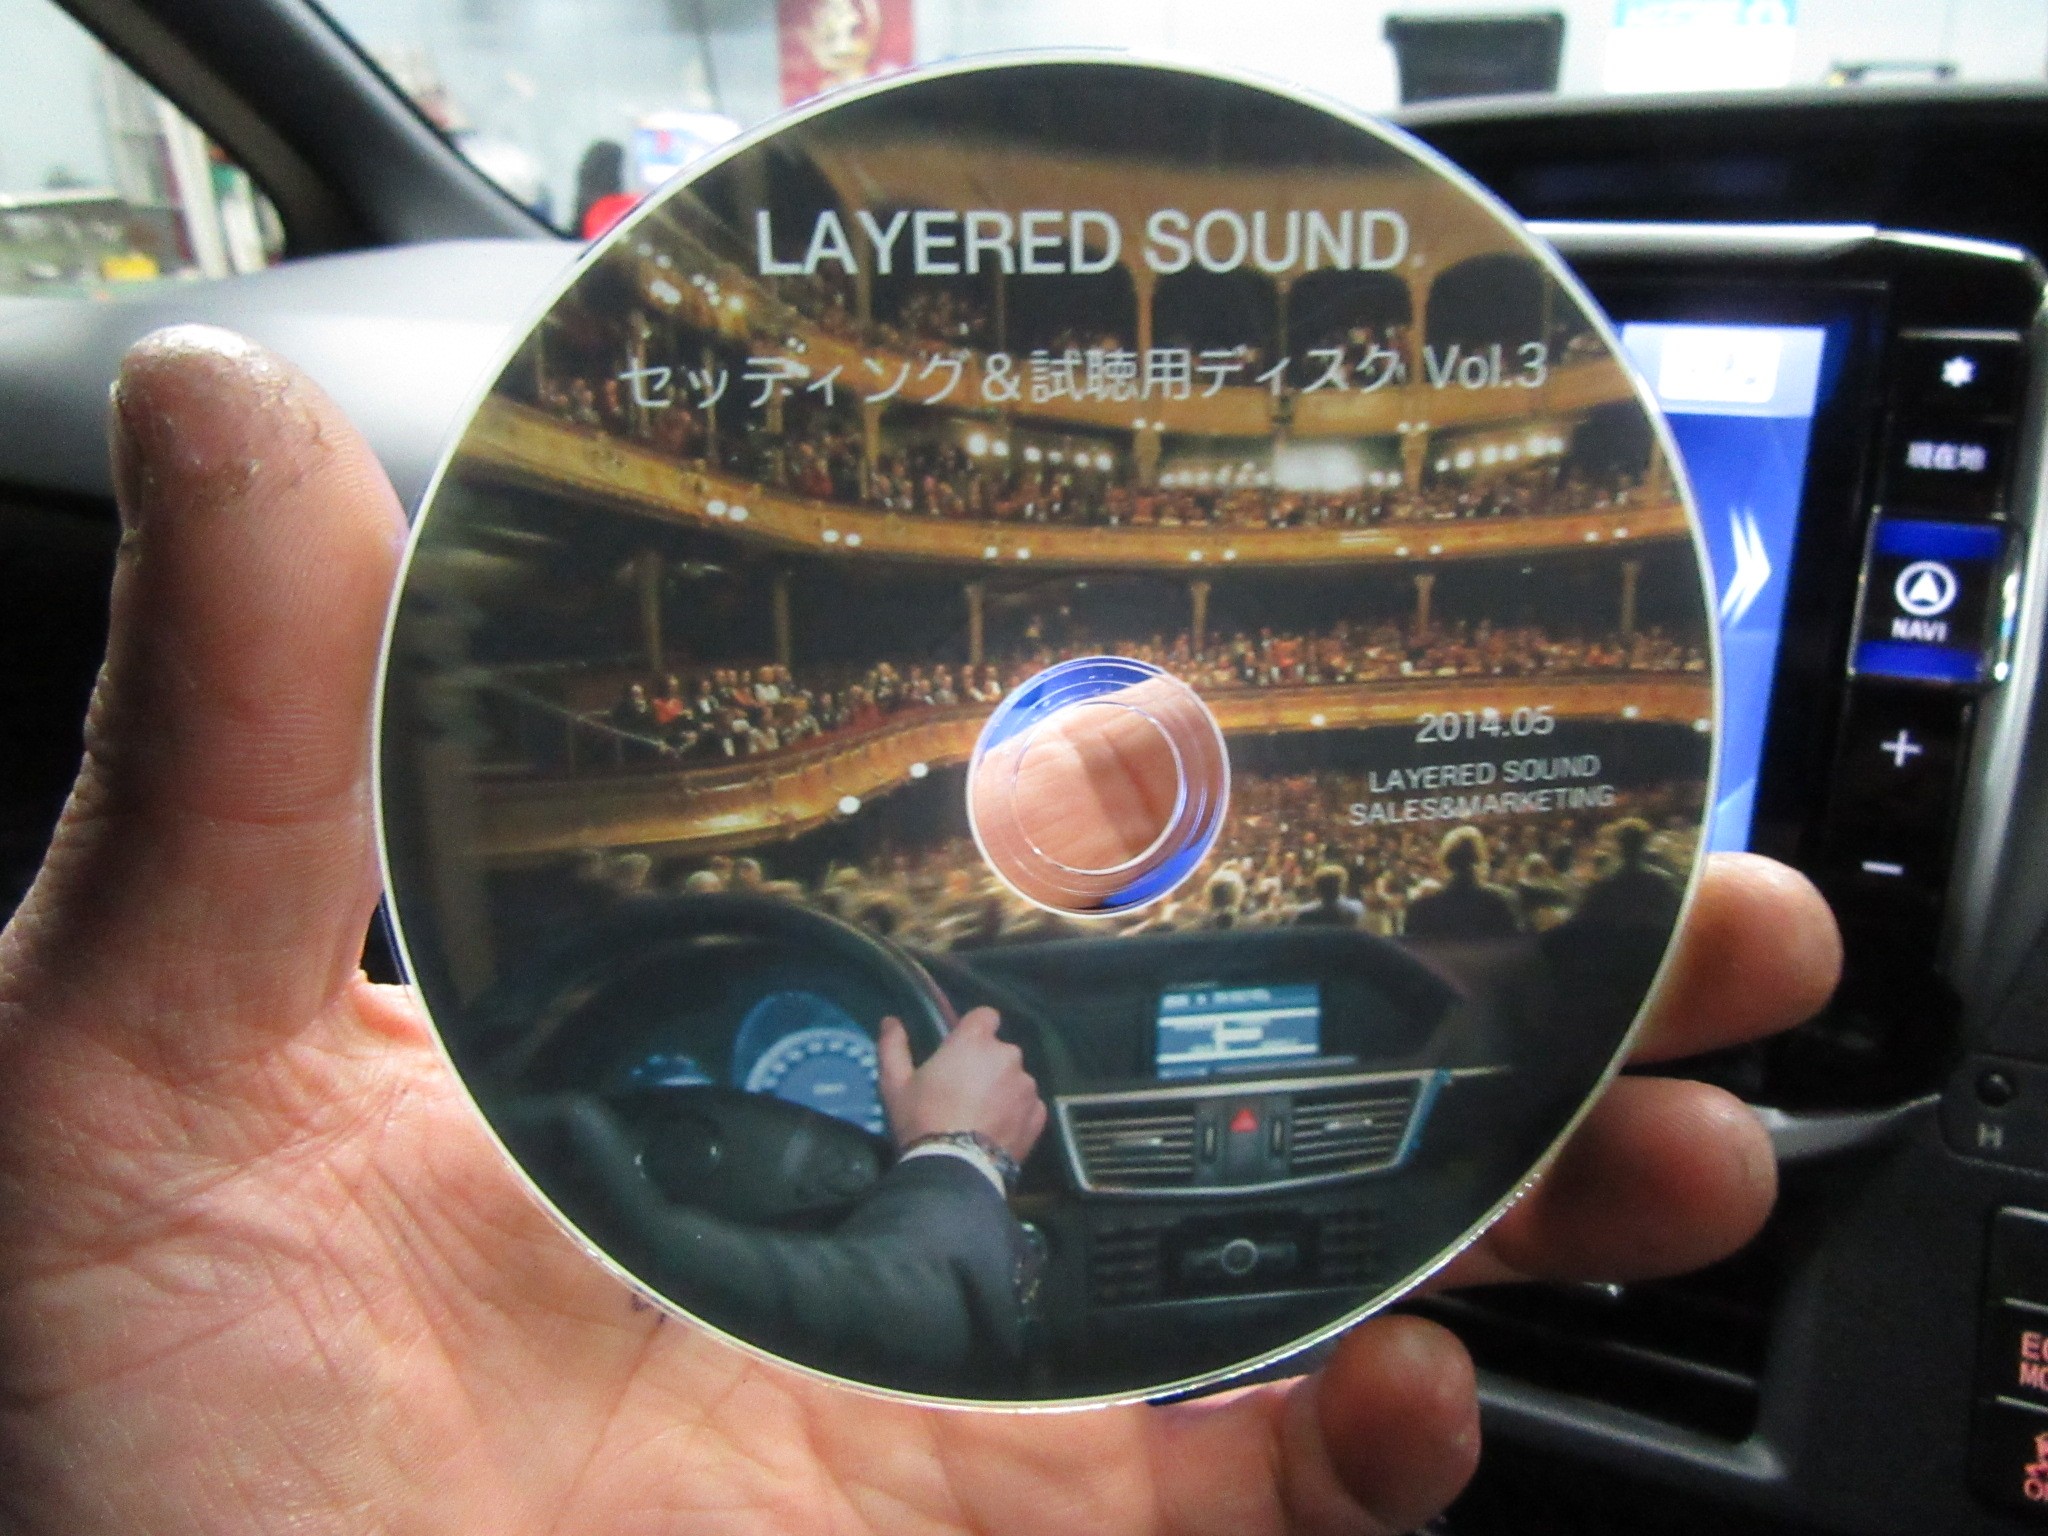 LAYERED SOUND
セッティング＆試聴用ディスク Vol.3
2014.05
LAYERED SOUND
SALES&MARKETING
現在地
NAVI
H